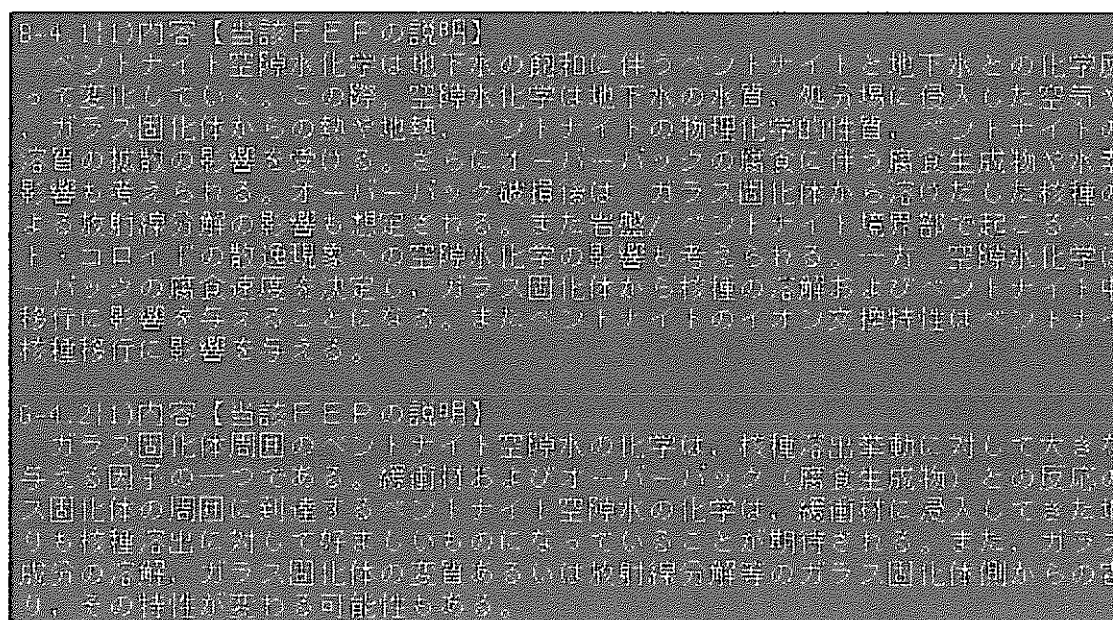 B-4.1(1)内容【当該FEPの説明】
ベントナイト空隙水化学は地下水の飽和に伴うベントナイトと地下水との化学反
って変化していく。この際、空隙水化学は地下水の水質、処分場に侵入した空気や
、ガラス固化体からの熱や地熱、ベントナイトの物理化学的性質、ベントナイトの
溶質の拡散の影響を受ける。さらにオーバーパックの腐食に伴う腐食生成物や水素
影響も考えられる。オーバーパック破損後は、ガラス固化体から溶けだした核種の
よる放射線分解の影響も想定される。また岩盤/ベントナイト境界部で起こるベン
ト・コロイドの散逸現象への空隙水化学の影響も考えられる。一方、空隙水化学は
ーパックの腐食速度を決定し、ガラス固化体から核種の溶解およびベントナイト中
移行に影響を与えることになる。またベントナイトのイオン交換特性はベントナイ
核種移行に影響を与える。
G-4.2(1)内容【当該FEPの説明】
ガラス固化体周囲のベントナイト空隙水の化学は、核種溶出挙動に対して大きな
与える因子の一つである。緩衝材およびオーバーパック(腐食生成物)との反応の
ス固化体の周囲に到達するベントナイト空隙水の化学は、緩衝材に侵入してきた地
りも核種溶出に対して好ましいものになっていることが期待される。また、ガラス
成分の溶解、ガラス固化体の変質あるいは放射線分解等のガラス固化体側からの寄
り、その特性が変わる可能性もある。